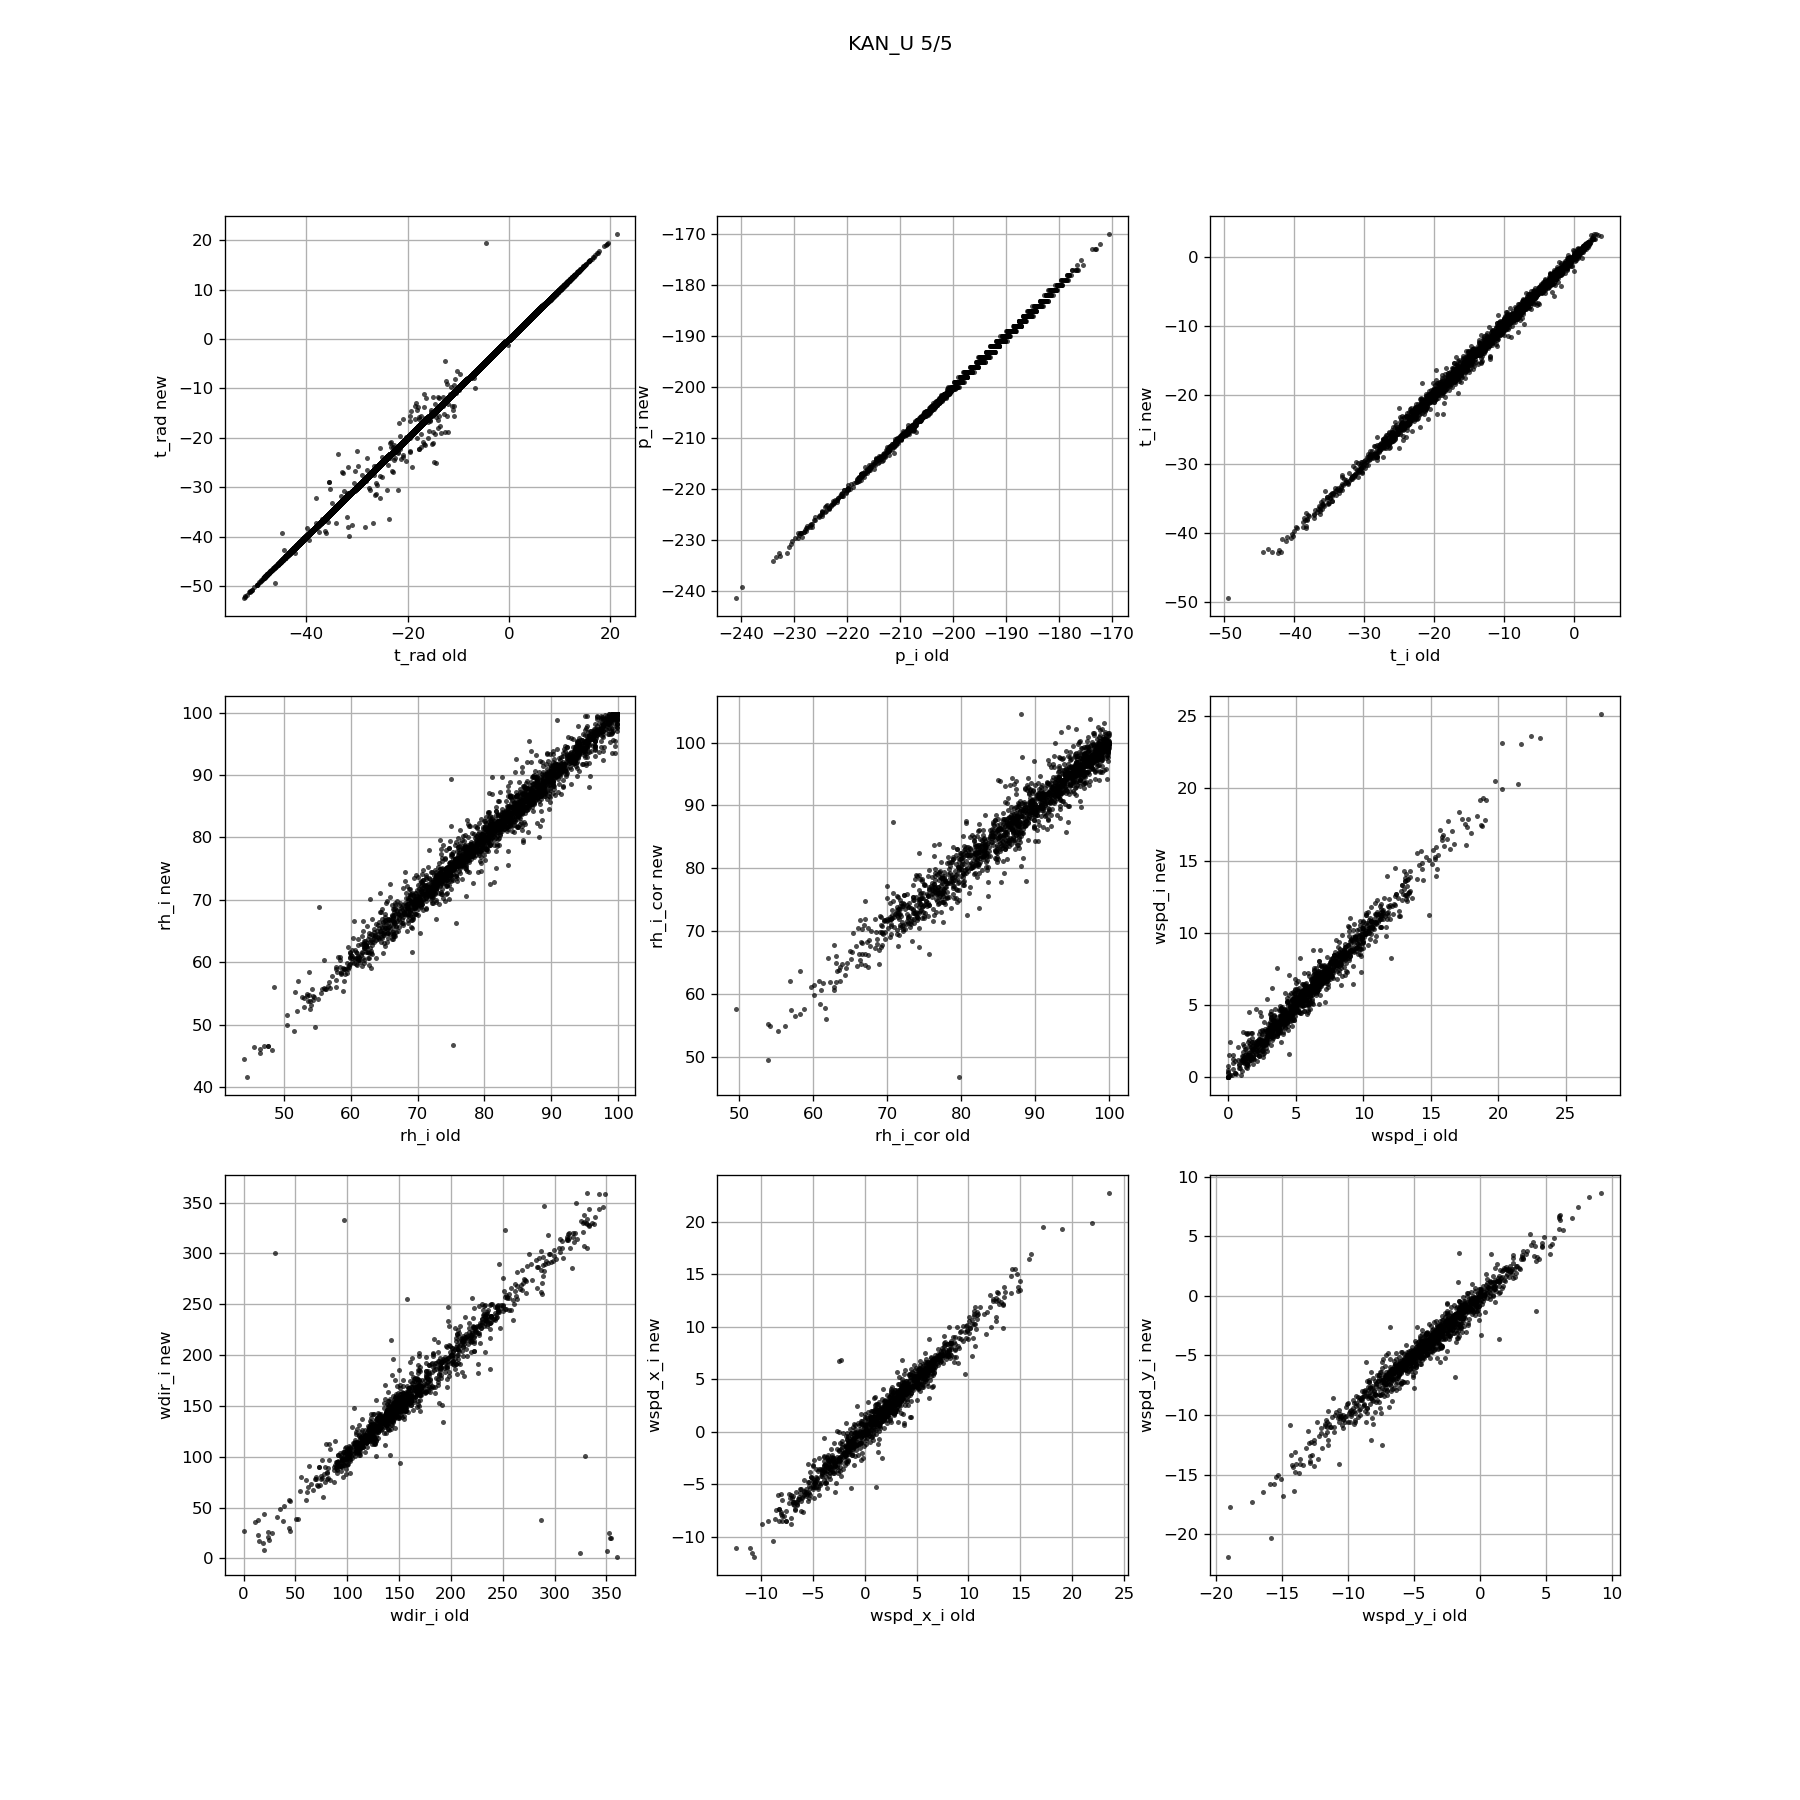 KAN_U 5/5
20
10
0
−10
−20
−30
−40
−50
t_rad new
−40 −20 0 20
t_rad old
−170
−180
−190
−200
−210
−220
−230
−240
p_i new
−240 −230 −220 −210 −200 −190 −180 −170
p_i old
0
−10
−20
−30
−40
−50
t_i new
−50 −40 −30 −20 −10 0
t_i old
100
90
80
70
60
50
40
rh_i new
50 60 70 80 90 100
rh_i old
100
90
80
70
60
50
rh_i_cor new
50 60 70 80 90 100
rh_i_cor old
25
20
15
10
5
0
wspd_i new
0 5 10 15 20 25
wspd_i old
350
300
250
200
150
100
50
0
wdir_i new
0 50 100 150 200 250 300 350
wdir_i old
20
15
10
5
0
−5
−10
wspd_x_i new
−10 −5 0 5 10 15 20 25
wspd_x_i old
10
5
0
−5
−10
−15
−20
wspd_y_i new
−20 −15 −10 −5 0 5 10
wspd_y_i old